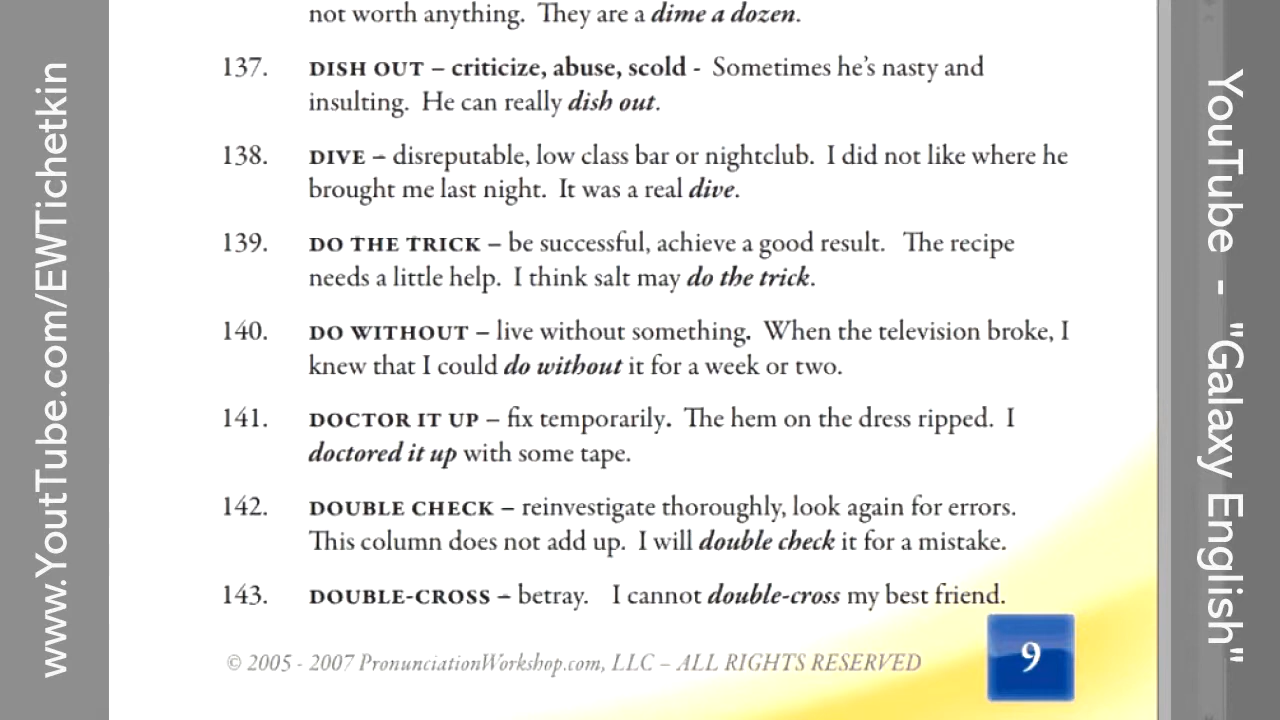 www.YoutTube.com/EWTichetkin
not worth anything. They are a dime a dozen.
137. DISH OUT – criticize, abuse, scold - Sometimes he's nasty and
insulting. He can really dish out.
138. DIVE – disreputable, low class bar or nightclub. I did not like where he
brought me last night. It was a real dive.
139. DO THE TRICK – be successful, achieve a good result. The recipe
needs a little help. I think salt may do the trick.
140. DO WITHOUT – live without something. When the television broke, I
knew that I could do without it for a week or two.
141. DOCTOR IT UP – fix temporarily. The hem on the dress ripped. I
doctored it up with some tape.
142. DOUBLE CHECK – reinvestigate thoroughly, look again for errors.
This column does not add up. I will double check it for a mistake.
143. DOUBLE-CROSS – betray. I cannot double-cross my best friend.
© 2005 - 2007 PronunciationWorkshop.com, LLC – ALL RIGHTS RESERVED
9
YouTube - "Galaxy English"